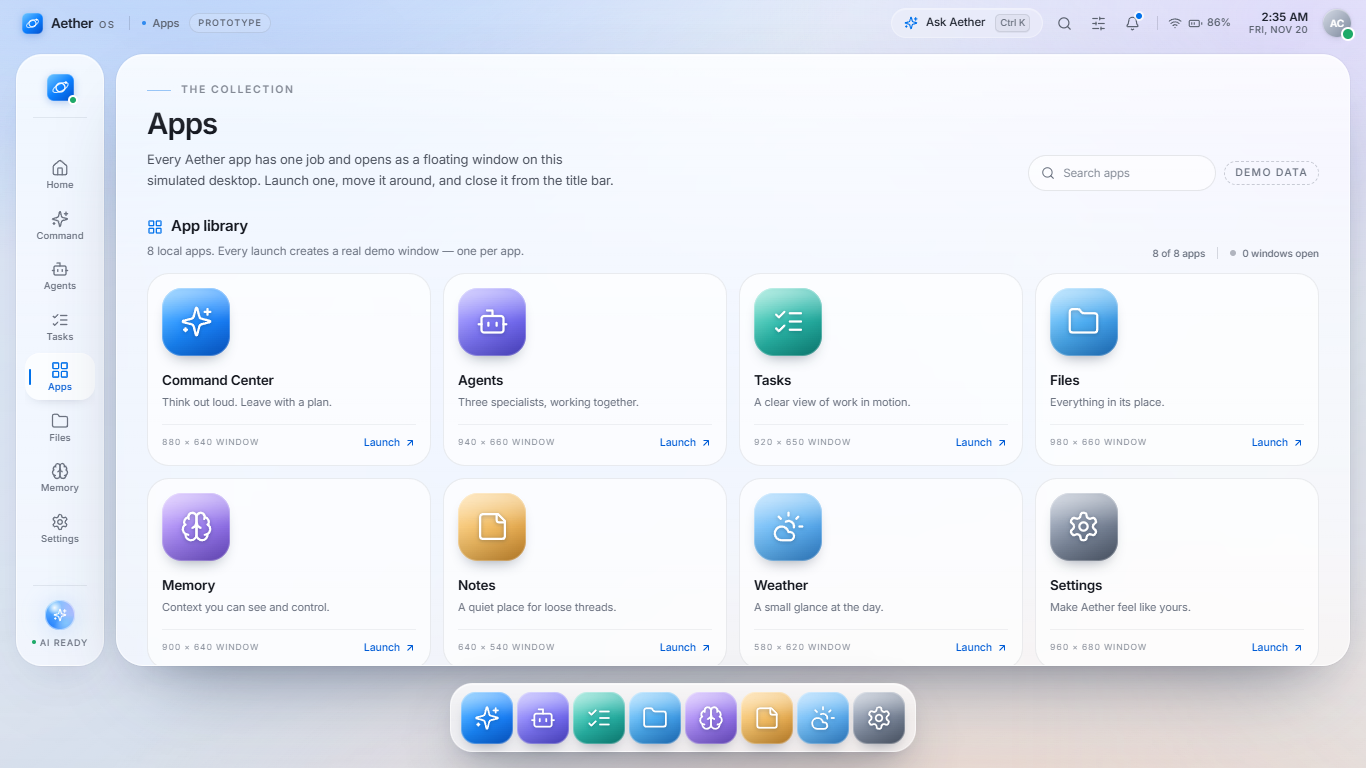 Aether OS
Apps
PROTOTYPE
Ask Aether
Ctrl K
86%
2:35 AM
FRI, NOV 20
AC
Home
Command
Agents
Tasks
Apps
Files
Memory
Settings
AI READY
THE COLLECTION
Apps
Every Aether app has one job and opens as a floating window on this
simulated desktop. Launch one, move it around, and close it from the title bar.
Search apps
DEMO DATA
App library
8 local apps. Every launch creates a real demo window — one per app.
8 of 8 apps
0 windows open
Command Center
Think out loud. Leave with a plan.
880 × 640 WINDOW
Launch
Agents
Three specialists, working together.
940 × 660 WINDOW
Launch
Tasks
A clear view of work in motion.
920 × 650 WINDOW
Launch
Files
Everything in its place.
980 × 660 WINDOW
Launch
Memory
Context you can see and control.
900 × 640 WINDOW
Launch
Notes
A quiet place for loose threads.
640 × 540 WINDOW
Launch
Weather
A small glance at the day.
580 × 620 WINDOW
Launch
Settings
Make Aether feel like yours.
960 × 680 WINDOW
Launch